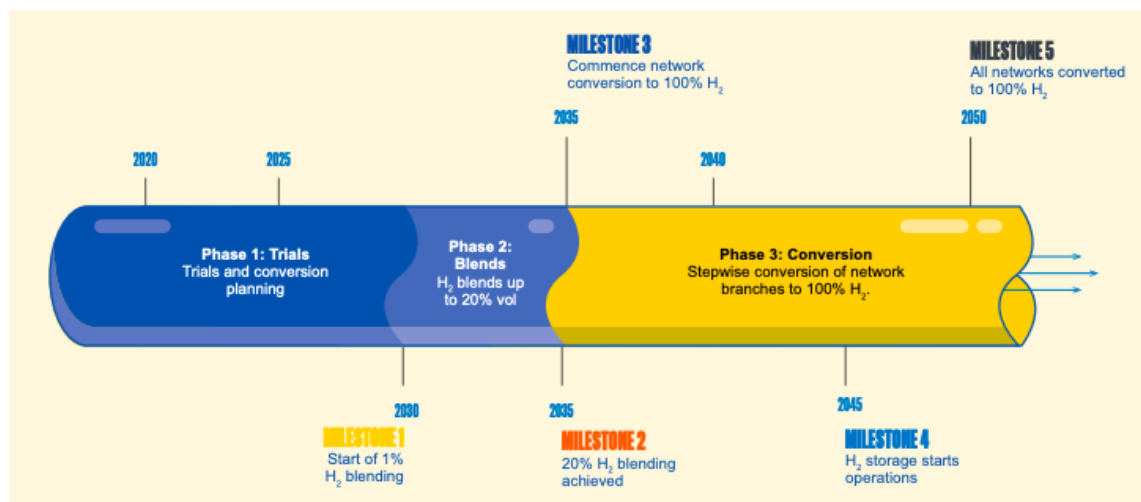 MILESTONE 3
Commence network
conversion to 100% H₂
2035
MILESTONE 5
All networks converted
to 100% H₂
2050
2020
2025
2040
Phase 1: Trials
Trials and conversion
planning
Phase 2:
Blends
H₂ blends up
to 20% vol
Phase 3: Conversion
Stepwise conversion of network
branches to 100% H₂.
2030
MILESTONE 1
Start of 1%
H₂ blending
2035
MILESTONE 2
20% H₂ blending
achieved
2045
MILESTONE 4
H₂ storage starts
operations